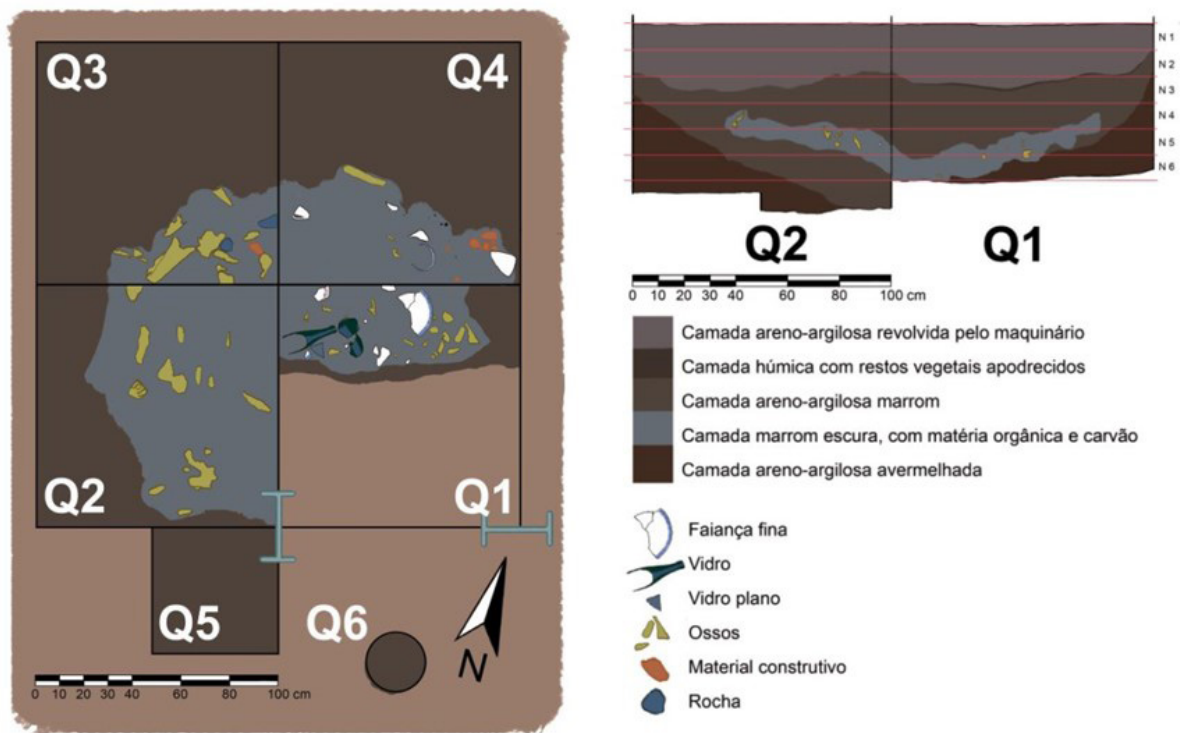 Q3
Q4
Q2
Q1
Q5
Q6
N
0 10 20 30 40 60 80 100 cm
N 1
N 2
N 3
N 4
N 5
N 6
Q2
Q1
0 10 20 30 40 60 80 100 cm
Camada areno-argilosa revolvida pelo maquinário
Camada húmica com restos vegetais apodrecidos
Camada areno-argilosa marrom
Camada marrom escura, com matéria orgânica e carvão
Camada areno-argilosa avermelhada
Faiança fina
Vidro
Vidro plano
Ossos
Material construtivo
Rocha